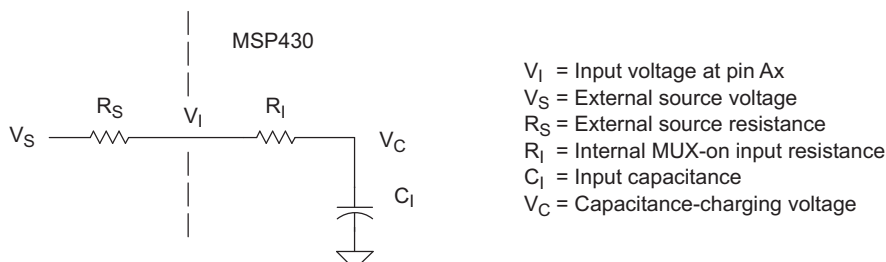 MSP430
R_S
V_I
R_I
V_S
V_C
C_I
V_I = Input voltage at pin Ax
V_S = External source voltage
R_S = External source resistance
R_I = Internal MUX-on input resistance
C_I = Input capacitance
V_C = Capacitance-charging voltage